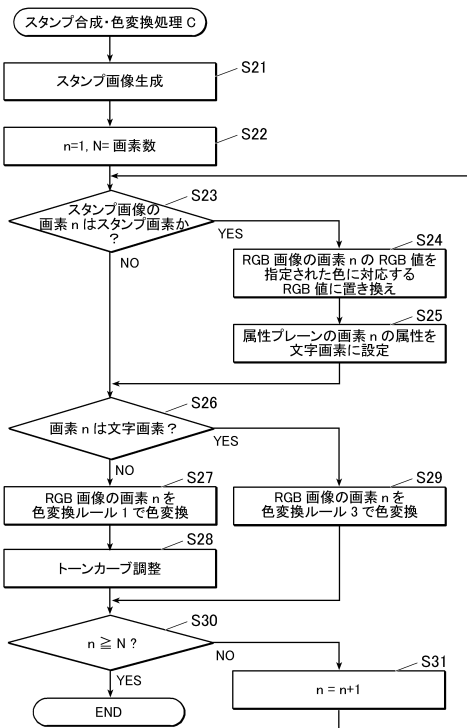 スタンプ合成・色変換処理 C
S21
スタンプ画像生成
S22
n=1, N= 画素数
S23
スタンプ画像の
画素 n はスタンプ画素か
?
YES
NO
S24
RGB 画像の画素 n の RGB 値を
指定された色に対応する
RGB 値に置き換え
S25
属性プレーンの画素 n の属性を
文字画素に設定
S26
画素 n は文字画素?
YES
NO
S27
RGB 画像の画素 n を
色変換ルール 1 で色変換
S29
RGB 画像の画素 n を
色変換ルール 3 で色変換
S28
トーンカーブ調整
S30
n ≧ N ?
NO
YES
S31
n = n+1
END